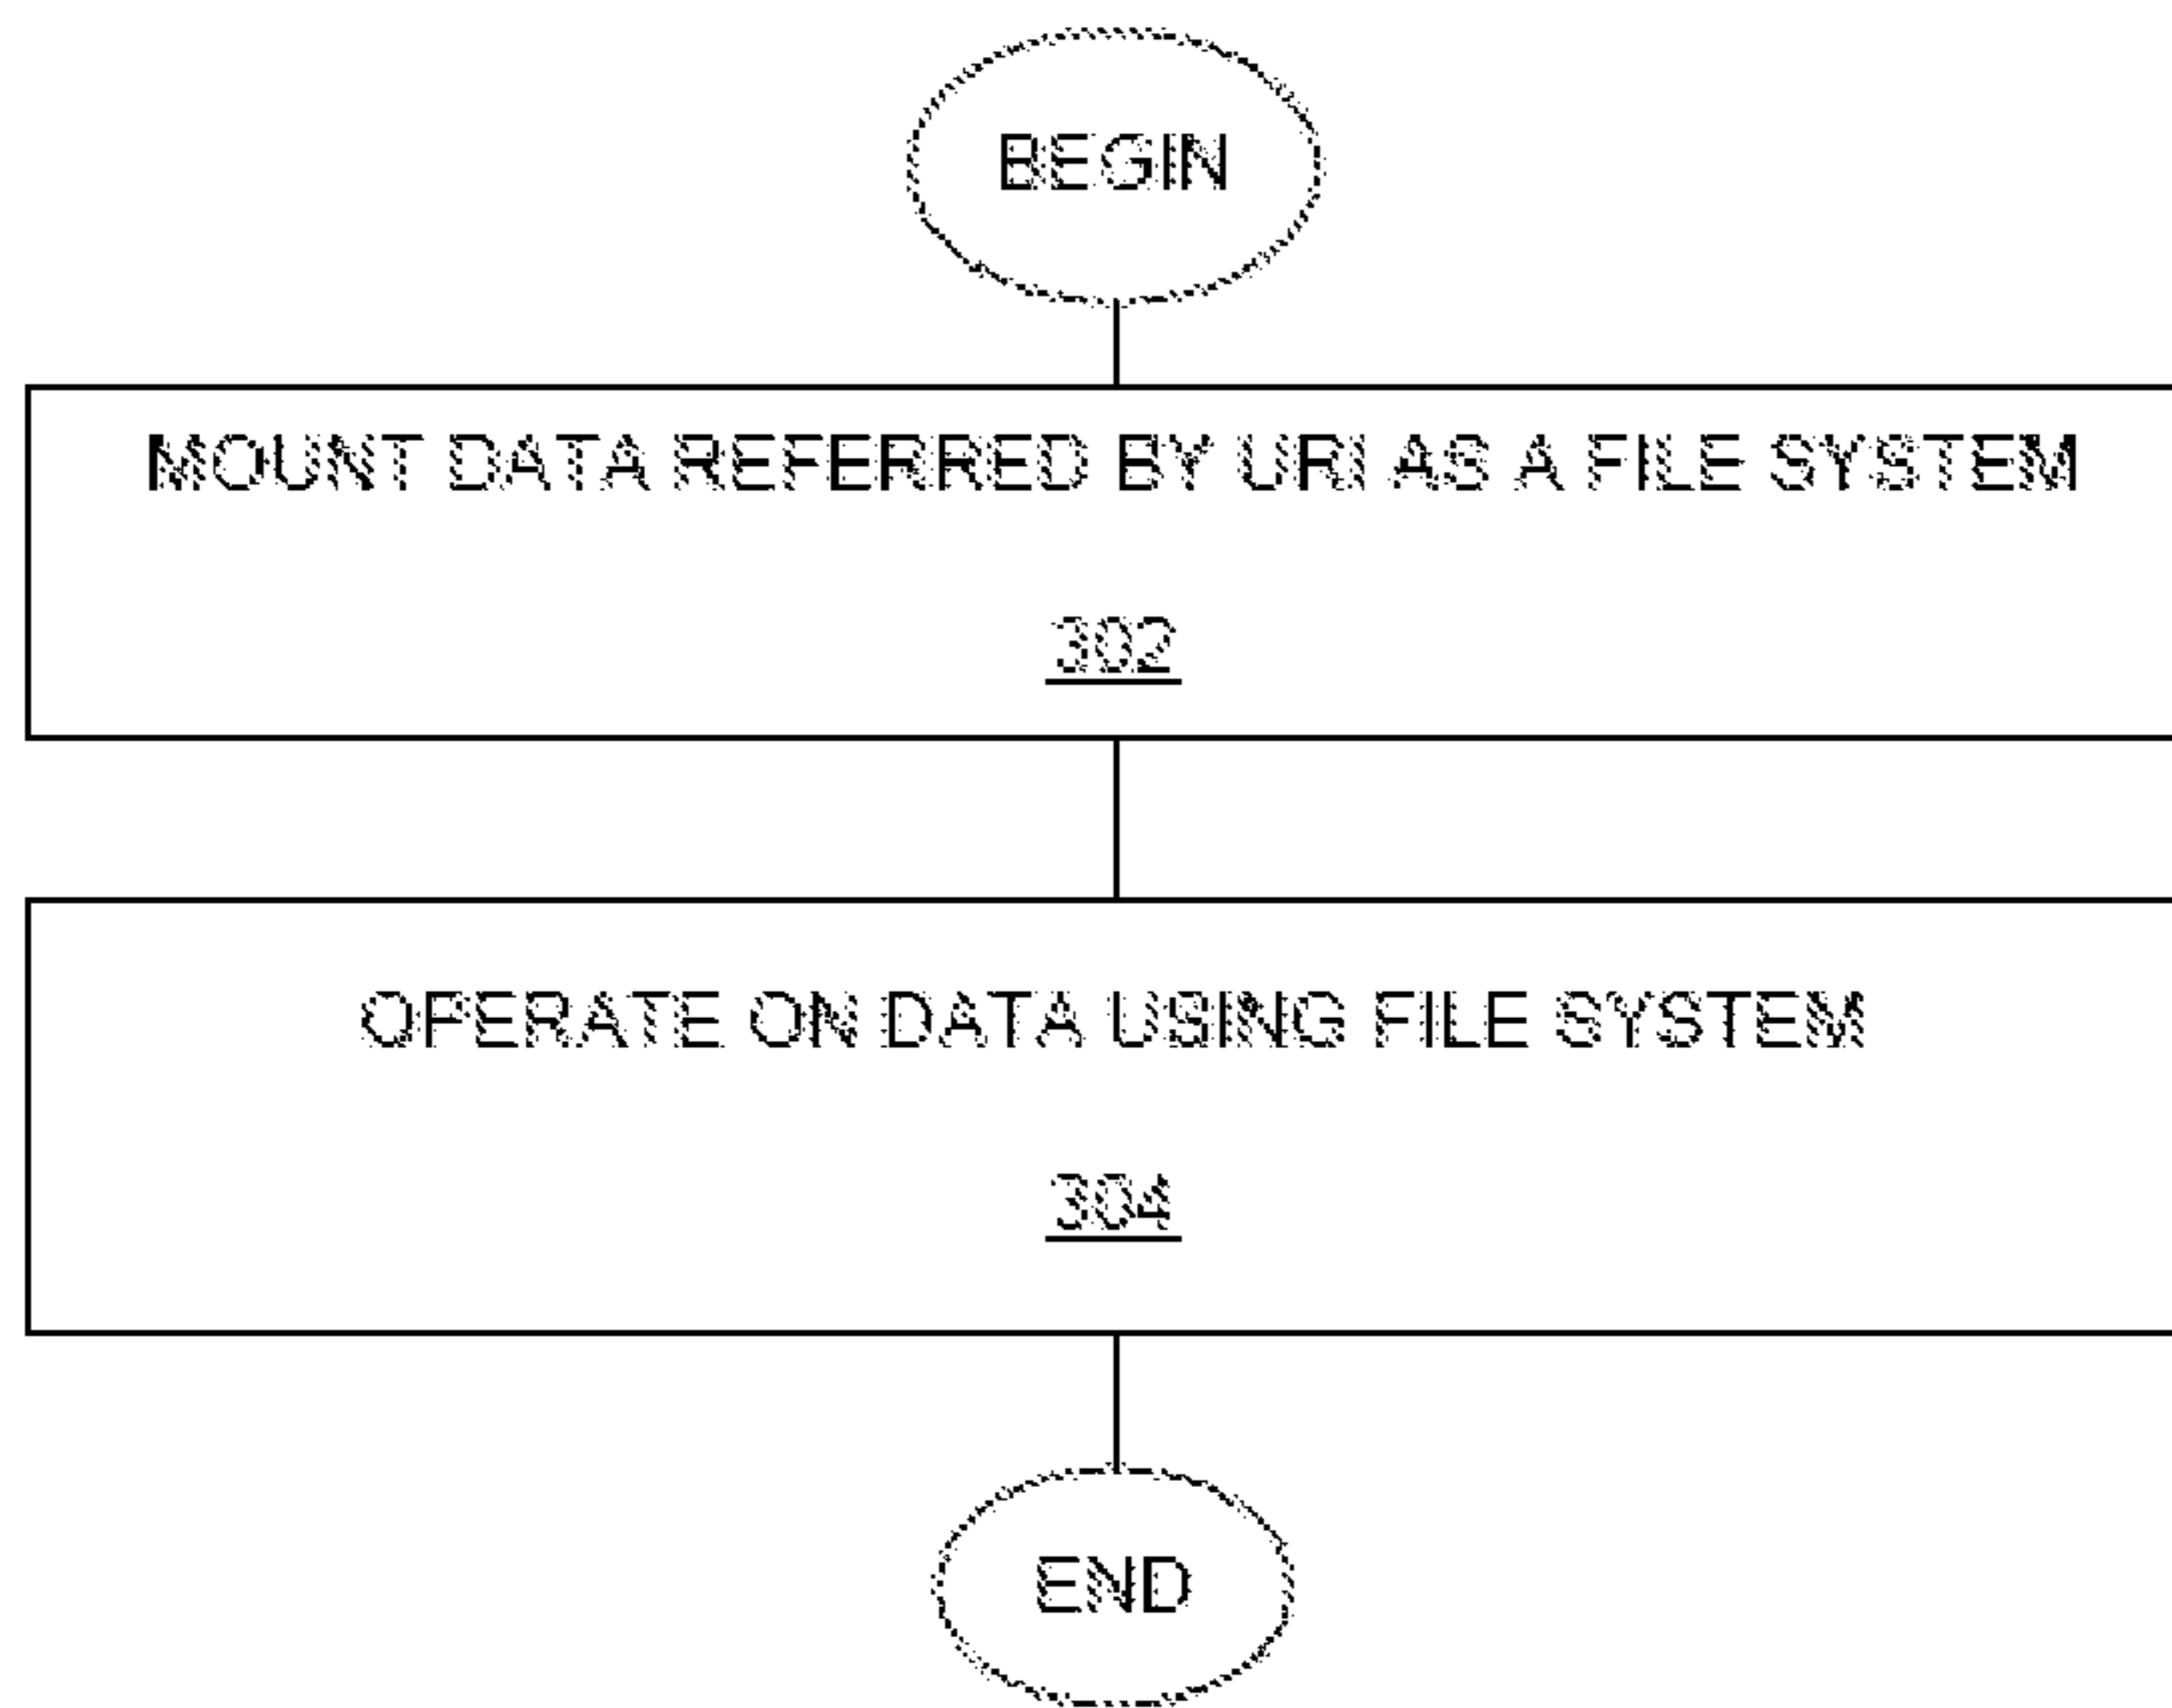 BEGIN
MOUNT DATA REFERRED BY URI AS A FILE SYSTEM
302
OPERATE ON DATA USING FILE SYSTEM
304
END